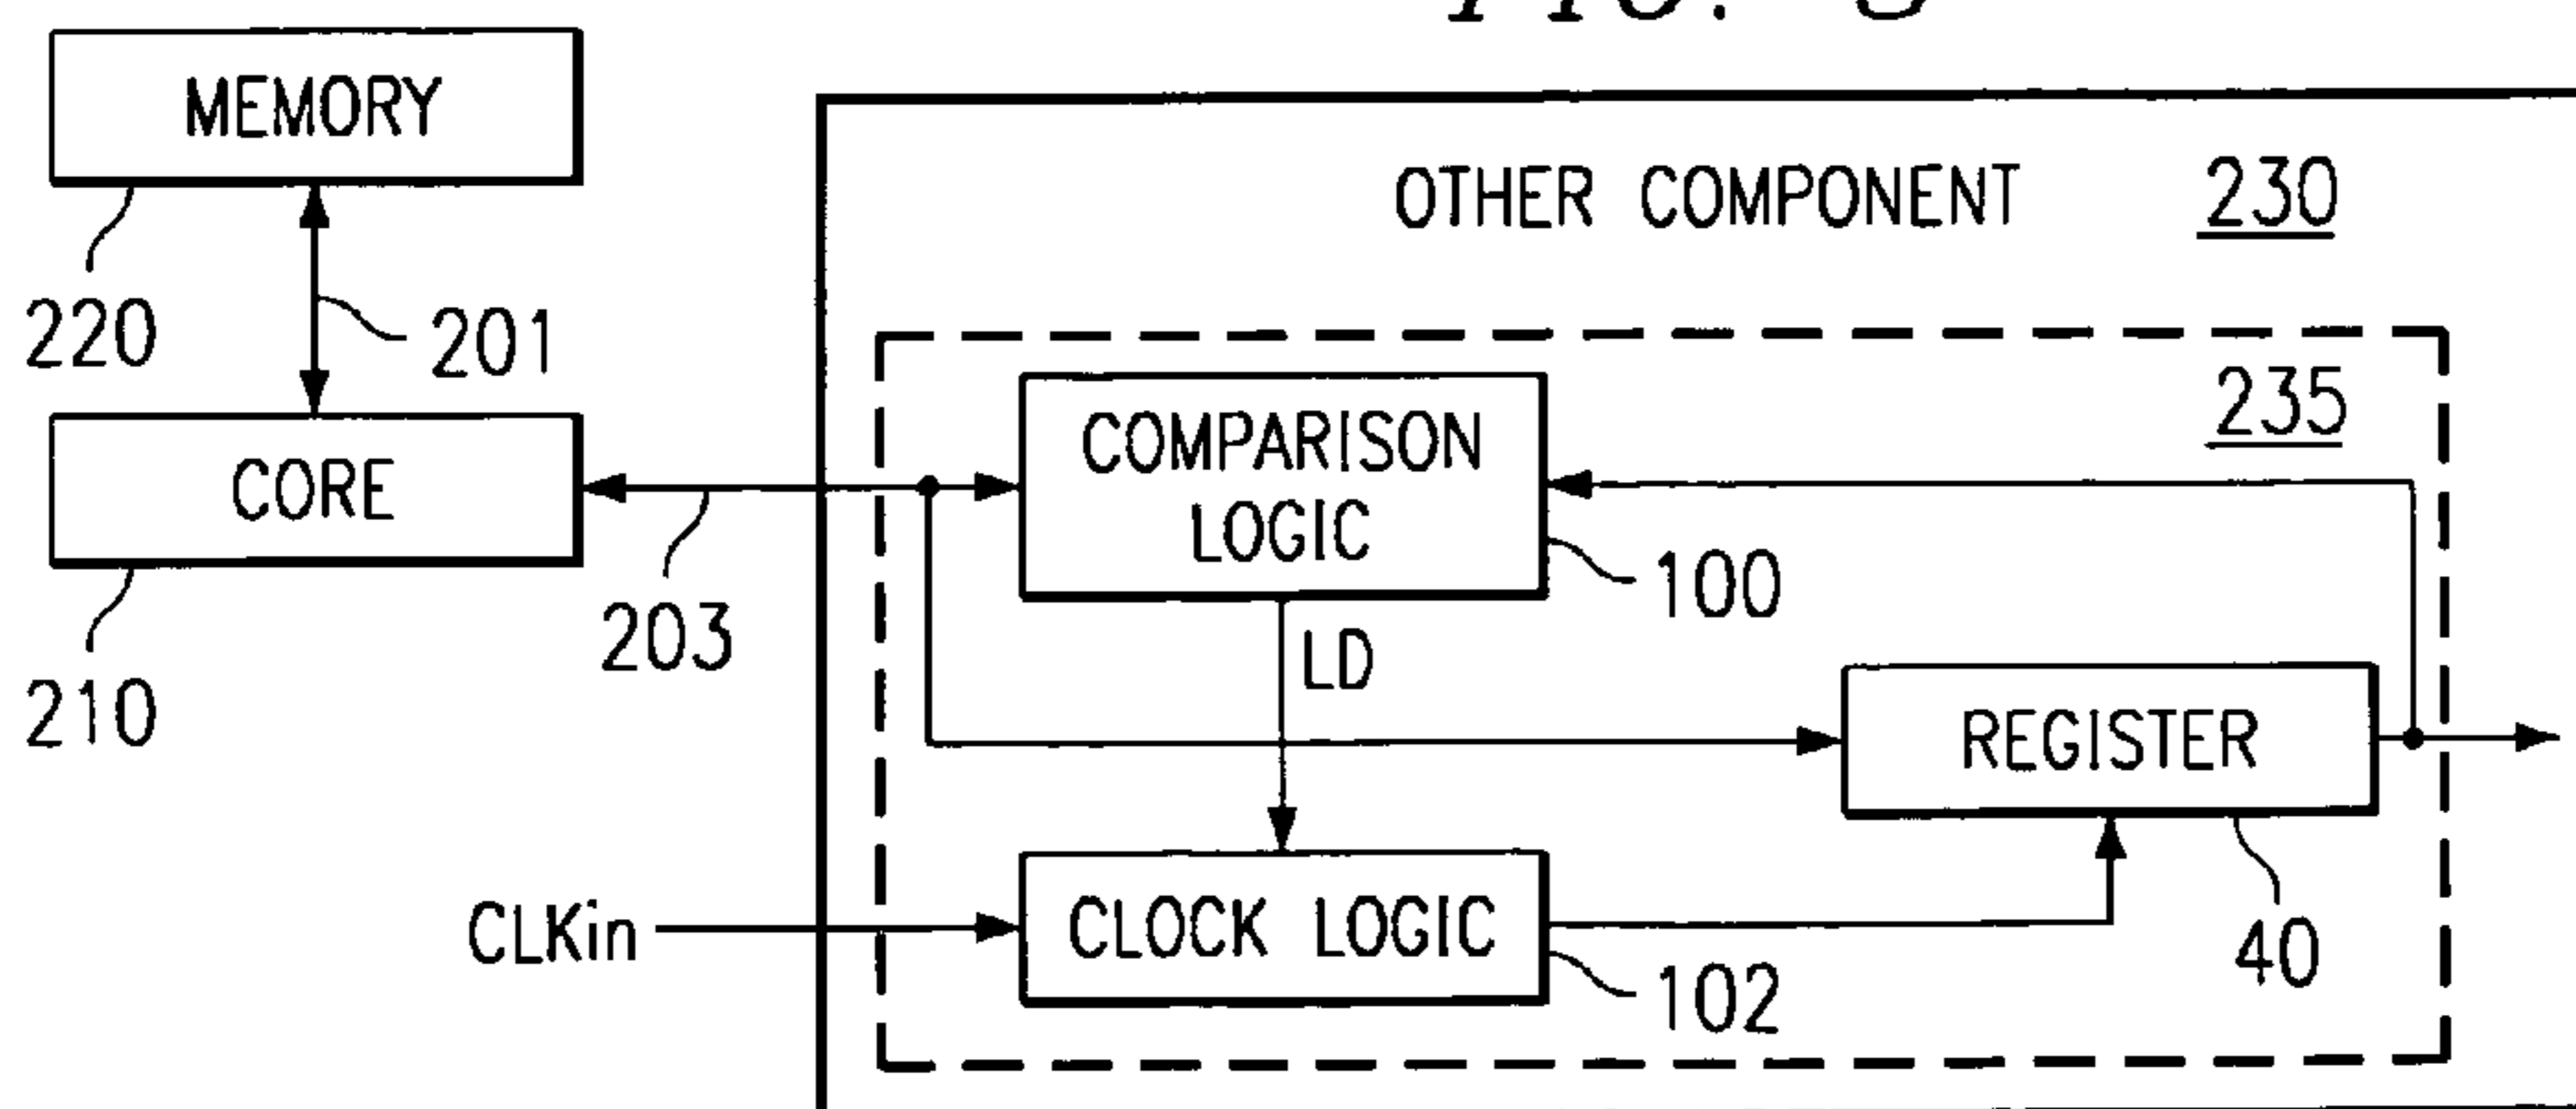 MEMORY
OTHER COMPONENT 230
220
201
235
COMPARISON
LOGIC
CORE
100
203
LD
210
REGISTER
CLKin
CLOCK LOGIC
40
102